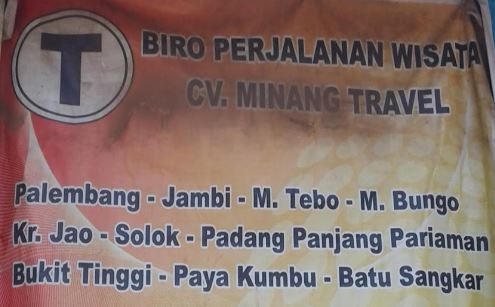 T
BIRO PERJALANAN WISATA
CV. MINANG TRAVEL
Palembang - Jambi - M. Tebo - M. Bungo
Kr. Jao - Solok - Padang Panjang Pariaman
Bukit Tinggi - Paya Kumbu - Batu Sangkar